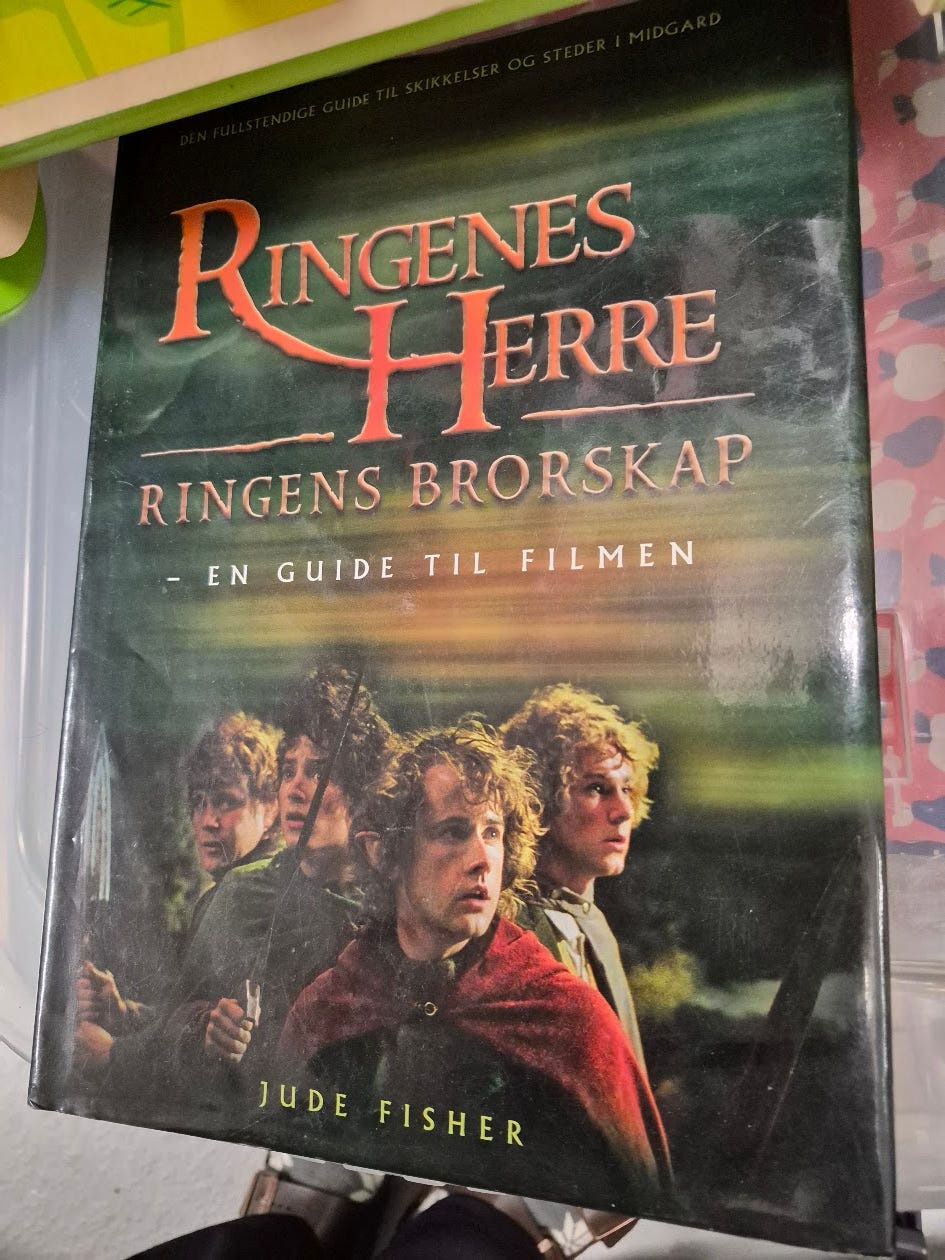 DEN FULLSTENDIGE GUIDE TIL SKIKKELSER OG STEDER I MIDGARD
RINGENES
HERRE
RINGENS BRORSKAP
– EN GUIDE TIL FILMEN
JUDE FISHER